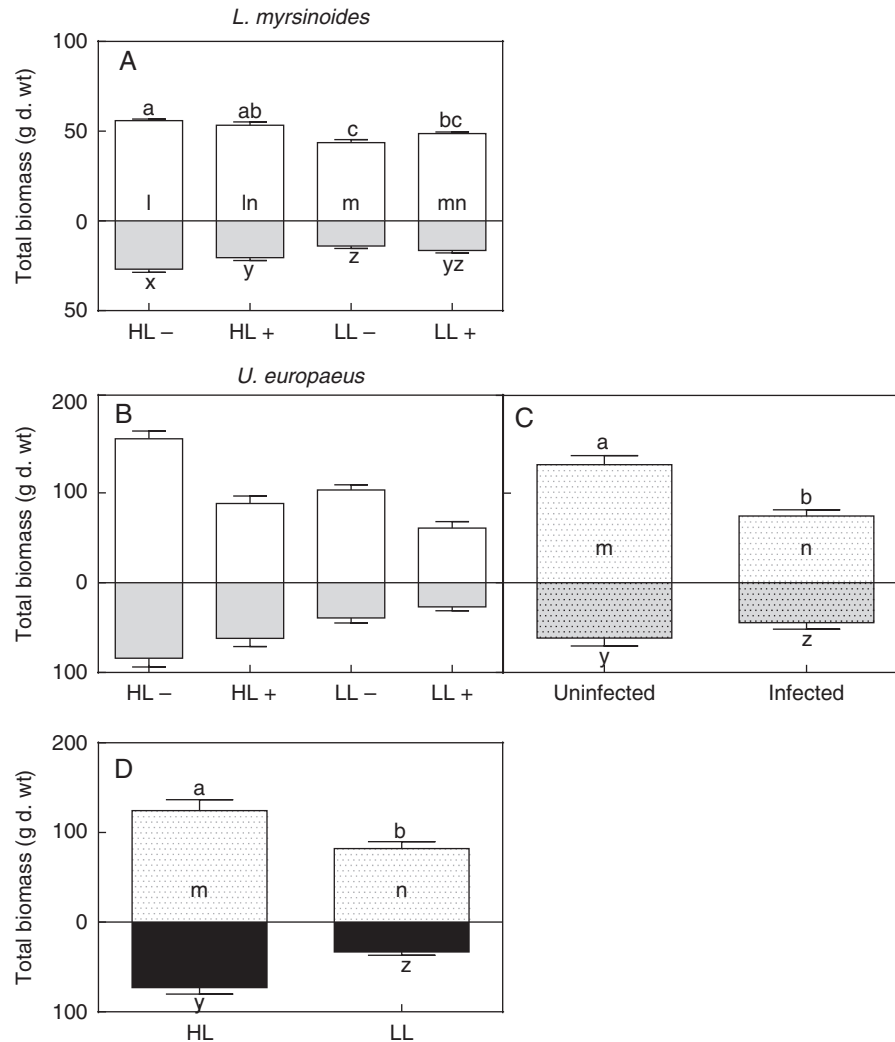 L. myrsinoides
A
Total biomass (g d. wt)
100
50
0
50
a ab c bc
l ln m mn
x y z yz
HL – HL + LL – LL +
U. europaeus
B
Total biomass (g d. wt)
200
100
0
100
HL – HL + LL – LL +
C
a b
m n
y z
Uninfected Infected
D
Total biomass (g d. wt)
200
100
0
100
a b
m n
y z
HL LL